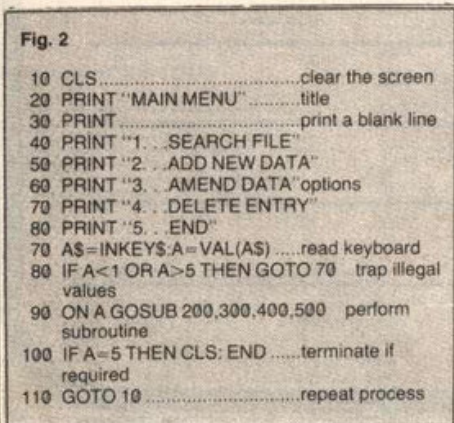 Fig. 2
10 CLS..............................clear the screen
20 PRINT "MAIN MENU" .........title
30 PRINT ...........................print a blank line
40 PRINT "1. . .SEARCH FILE"
50 PRINT "2. . .ADD NEW DATA"
60 PRINT "3. . .AMEND DATA"options
70 PRINT "4. . .DELETE ENTRY"
80 PRINT "5. . .END"
70 A$=INKEY$:A=VAL(A$) .....read keyboard
80 IF A<1 OR A>5 THEN GOTO 70 trap illegal
values
90 ON A GOSUB 200,300,400,500 perform
subroutine
100 IF A=5 THEN CLS: END ......terminate if
required
110 GOTO 10 ..........................repeat process